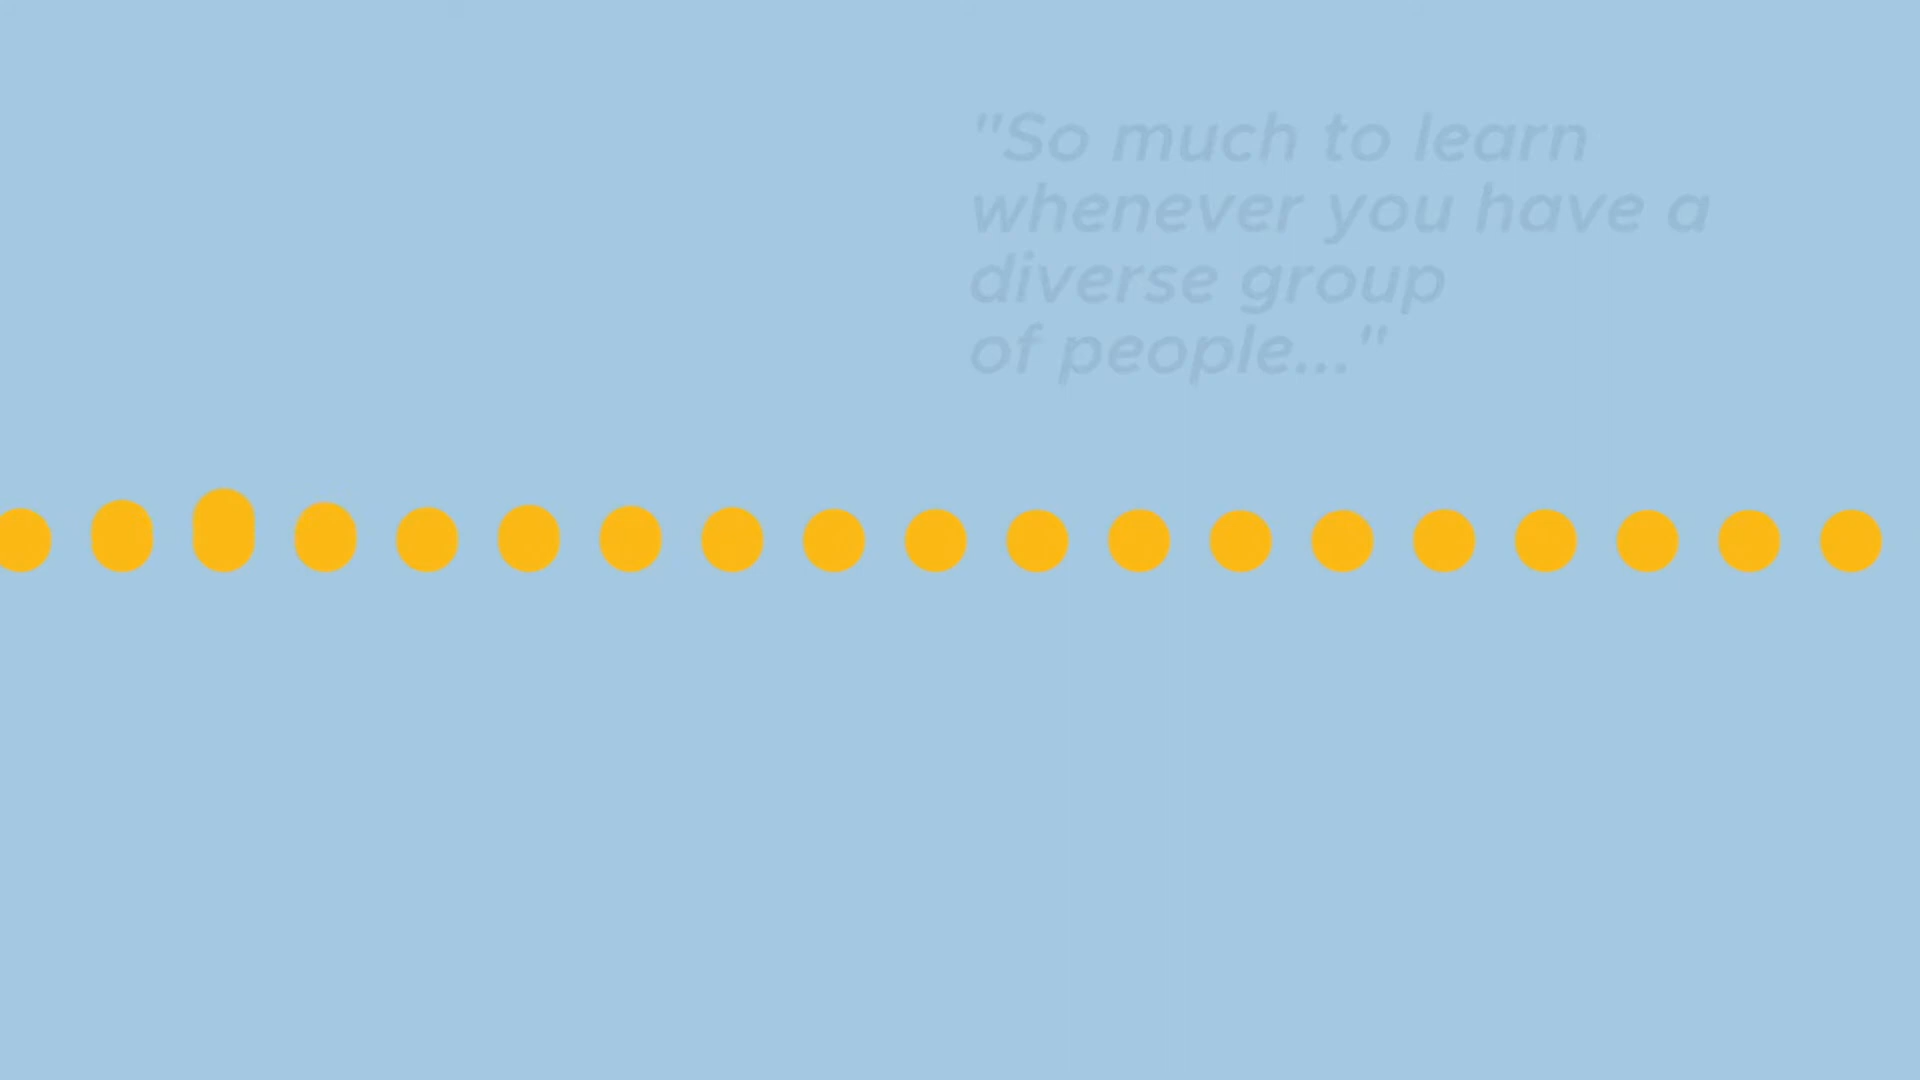 "So much to learn
whenever you have a
diverse group
of people..."